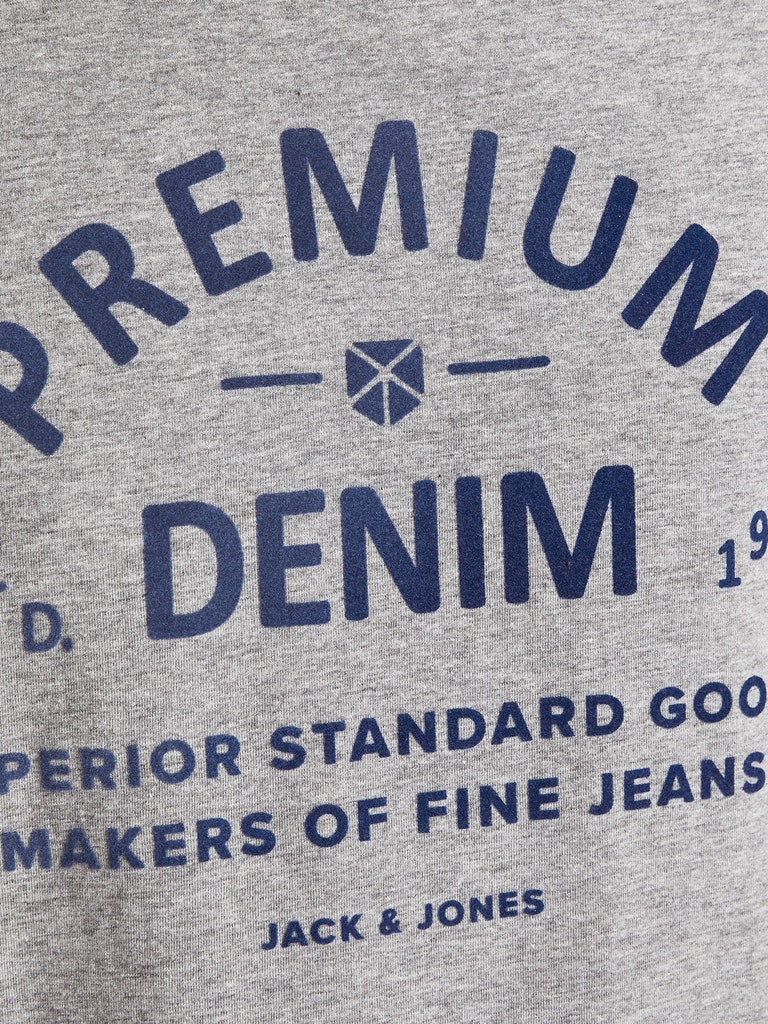 PREMIUM
DENIM
D. 19
PERIOR STANDARD GOO
MAKERS OF FINE JEANS
JACK & JONES